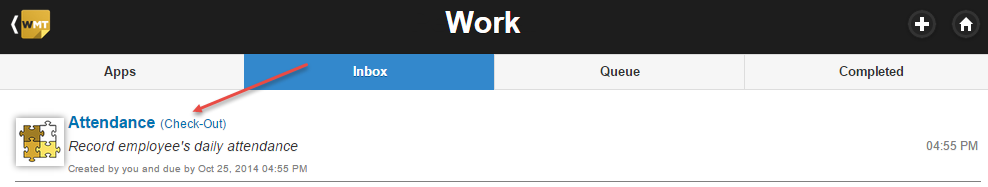 WMT
Work
Apps Inbox Queue Completed
Attendance (Check-Out)
Record employee's daily attendance
04:55 PM
Created by you and due by Oct 25, 2014 04:55 PM